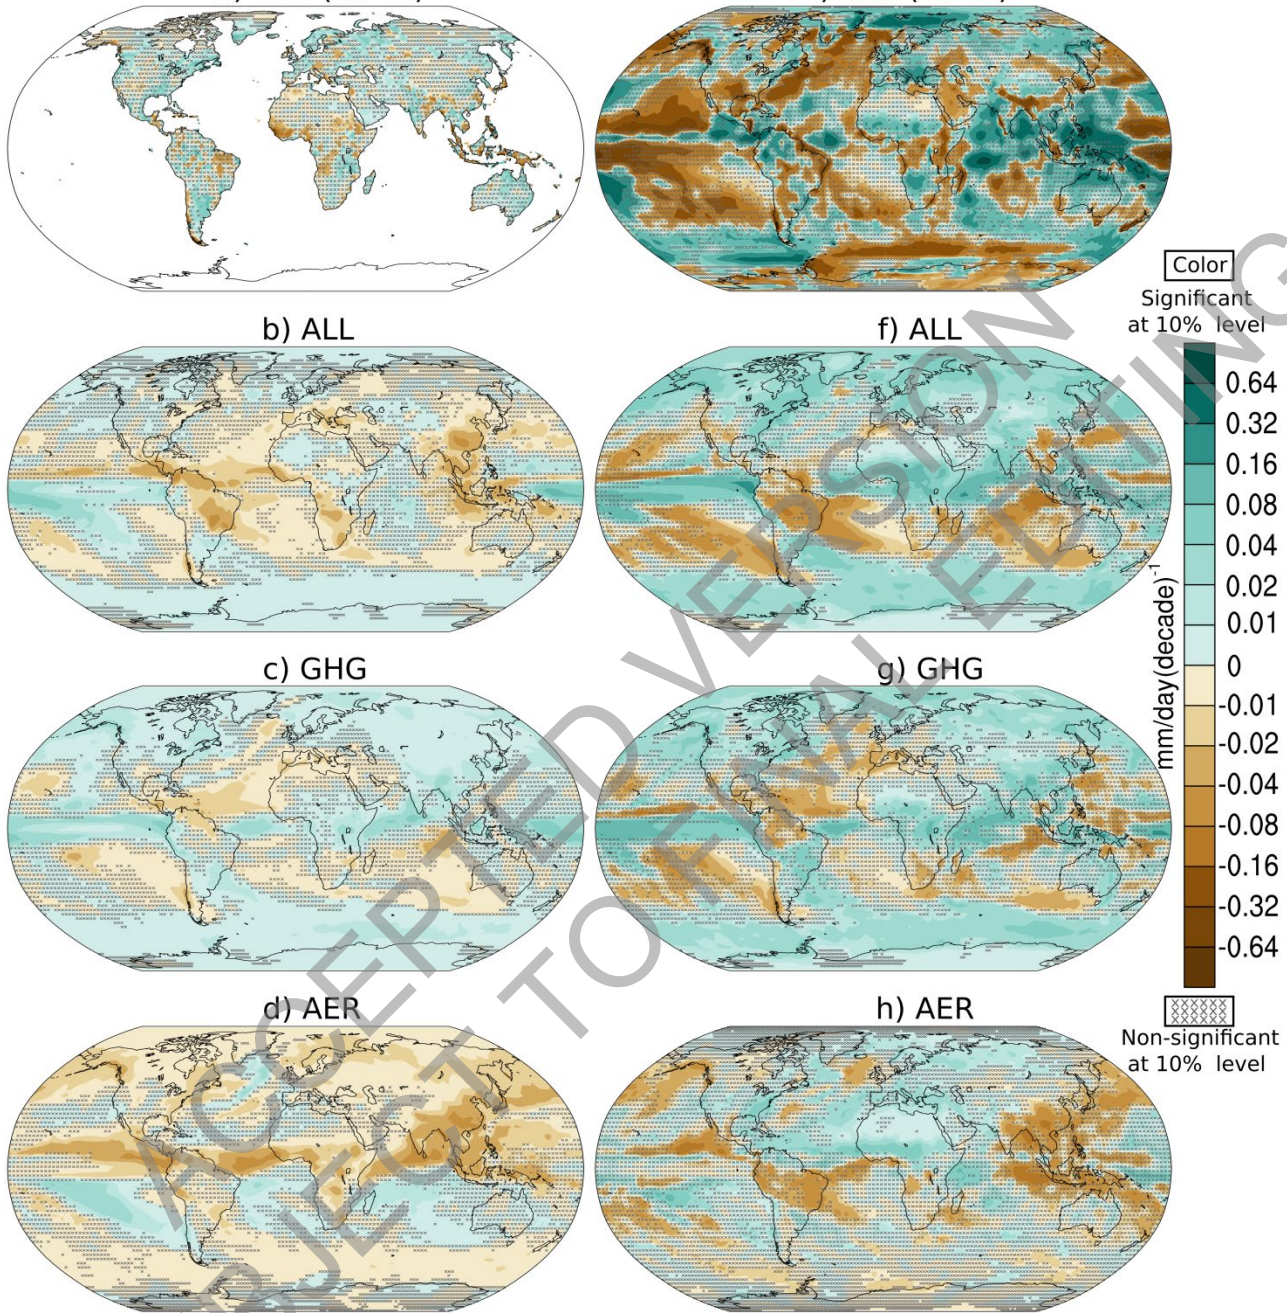 b) ALL
f) ALL
c) GHG
g) GHG
d) AER
h) AER
Color
Significant
at 10% level
0.64
0.32
0.16
0.08
0.04
0.02
0.01
0
-0.01
-0.02
-0.04
-0.08
-0.16
-0.32
-0.64
mm/day(decade)-1
Non-significant
at 10% level
ACCEPTED VERSION
TO FINAL EDITING